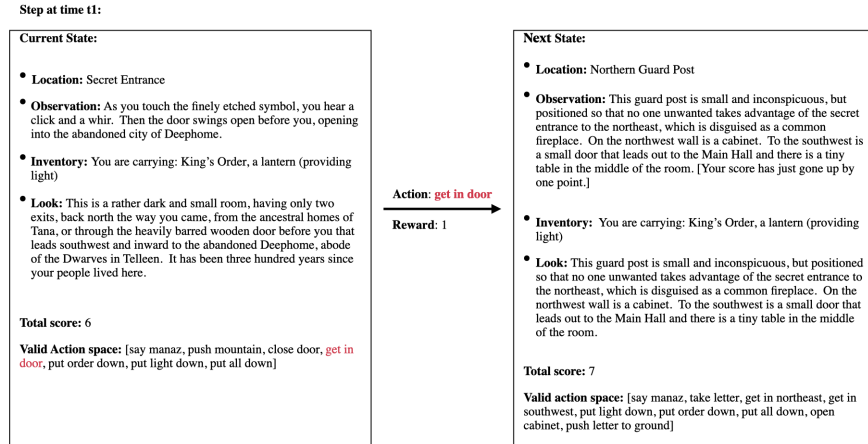 Step at time t1:
Current State:
• Location: Secret Entrance
• Observation: As you touch the finely etched symbol, you hear a
click and a whir. Then the door swings open before you, opening
into the abandoned city of Deephome.
• Inventory: You are carrying: King's Order, a lantern (providing
light)
• Look: This is a rather dark and small room, having only two
exits, back north the way you came, from the ancestral homes of
Tana, or through the heavily barred wooden door before you that
leads southwest and inward to the abandoned Deephome, abode
of the Dwarves in Telleen. It has been three hundred years since
your people lived here.
Total score: 6
Valid Action space: [say manaz, push mountain, close door, get in
door, put order down, put light down, put all down]
Action: get in door
Reward: 1
Next State:
• Location: Northern Guard Post
• Observation: This guard post is small and inconspicuous, but
positioned so that no one unwanted takes advantage of the secret
entrance to the northeast, which is disguised as a common
fireplace. On the northwest wall is a cabinet. To the southwest is
a small door that leads out to the Main Hall and there is a tiny
table in the middle of the room. [Your score has just gone up by
one point.]
• Inventory: You are carrying: King's Order, a lantern (providing
light)
• Look: This guard post is small and inconspicuous, but positioned
so that no one unwanted takes advantage of the secret entrance to
the northeast, which is disguised as a common fireplace. On the
northwest wall is a cabinet. To the southwest is a small door that
leads out to the Main Hall and there is a tiny table in the middle
of the room.
Total score: 7
Valid action space: [say manaz, take letter, get in northeast, get in
southwest, put light down, put order down, put all down, open
cabinet, push letter to ground]